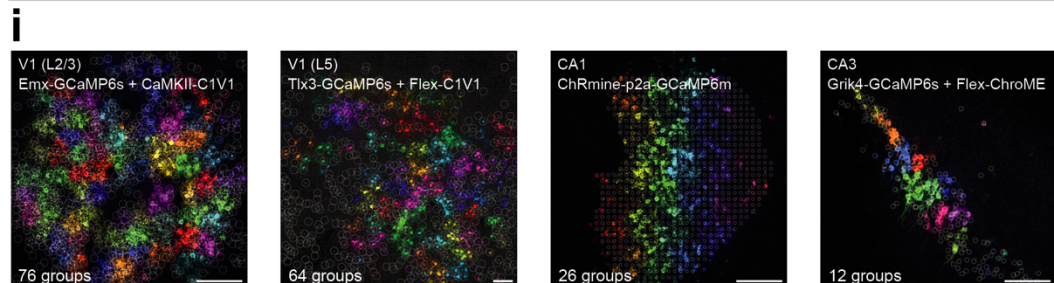 i
V1 (L2/3)
Emx-GCaMP6s + CaMKII-C1V1
76 groups
V1 (L5)
Tlx3-GCaMP6s + Flex-C1V1
64 groups
CA1
ChRmine-p2a-GCaMP6m
26 groups
CA3
Grik4-GCaMP6s + Flex-ChroME
12 groups